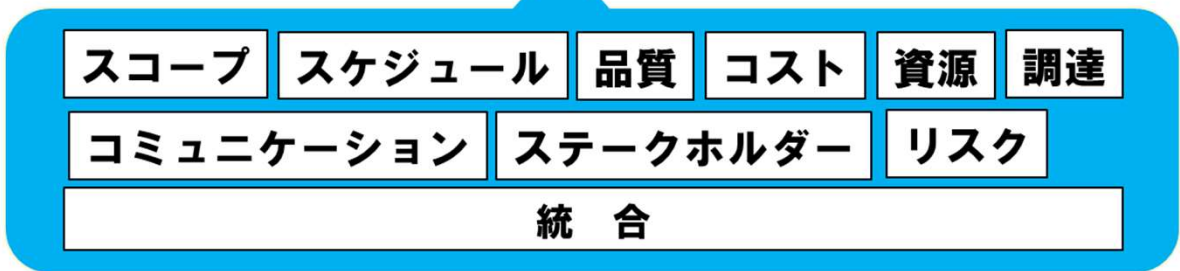 スコープ スケジュール 品質 コスト 資源 調達
コミュニケーション ステークホルダー リスク
統　合